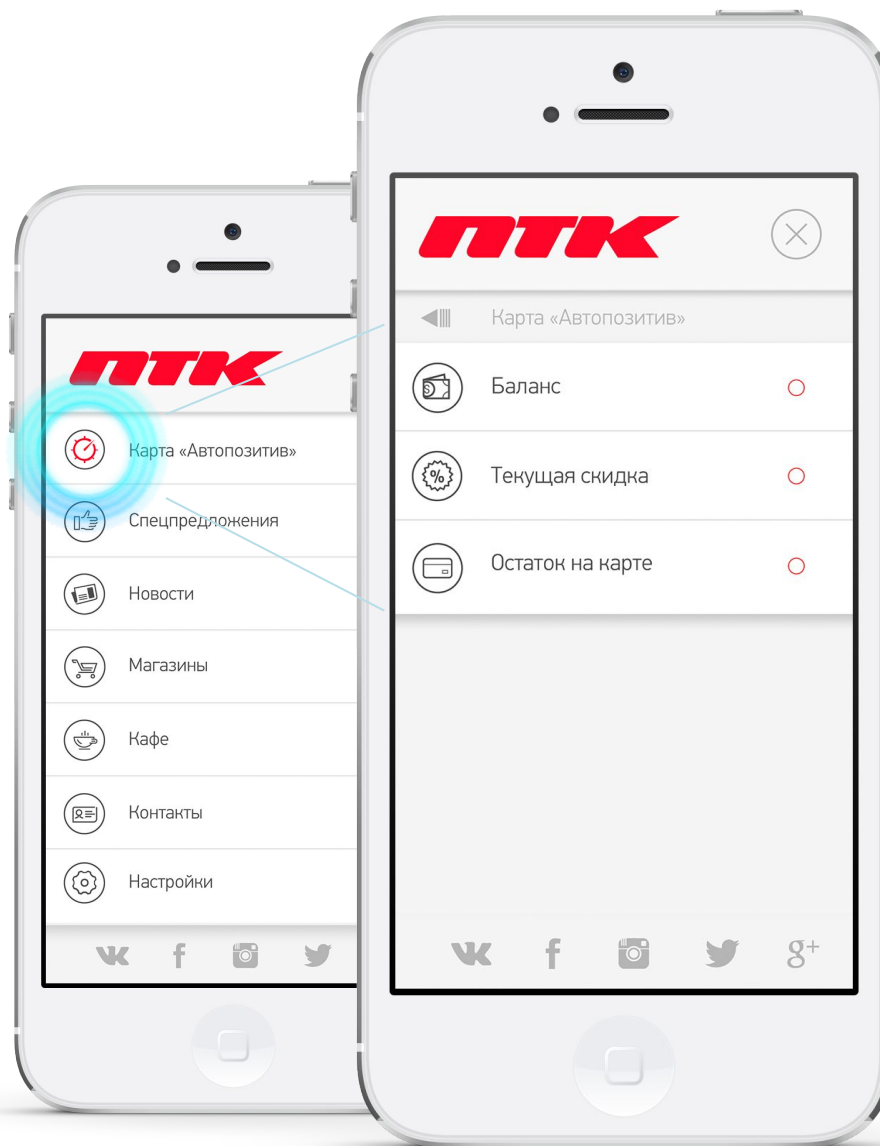 ПТК
Карта «Автопозитив»
Спецпредложения
Новости
Магазины
Кафе
Контакты
Настройки
ПТК
Карта «Автопозитив»
Баланс
Текущая скидка
Остаток на карте
g+